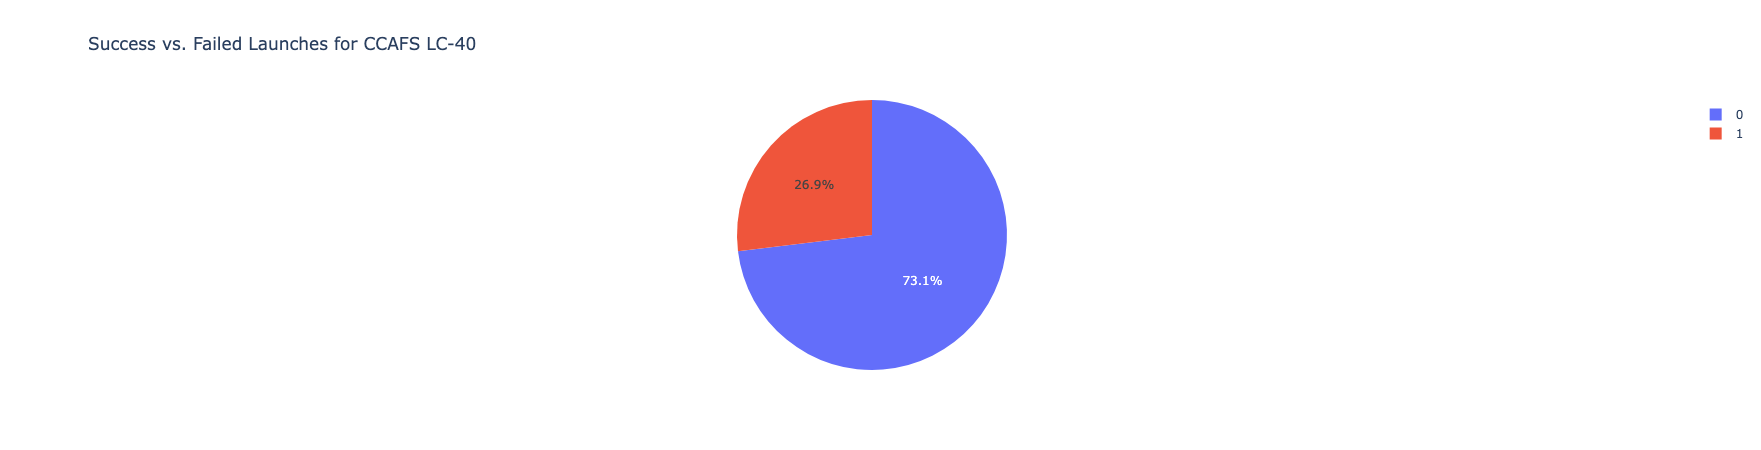 Success vs. Failed Launches for CCAFS LC-40
0
1
26.9%
73.1%